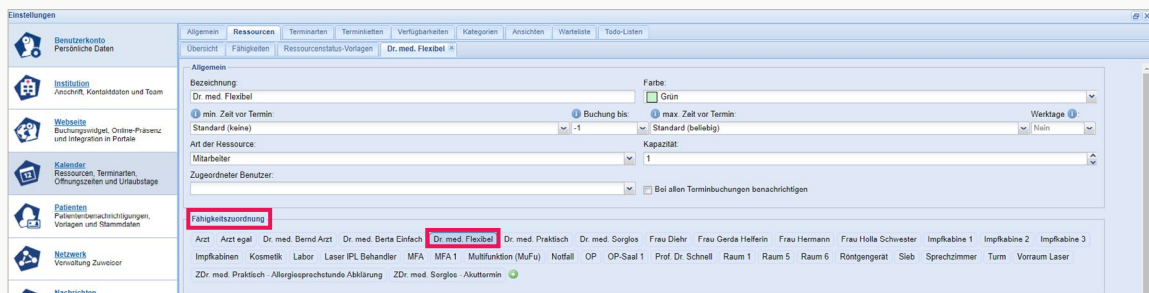 Einstellungen
Benutzerkonto
Persönliche Daten
Institution
Anschrift, Kontaktdaten und Team
Webseite
Buchungswidget, Online-Präsenz
und Integration in Portale
Kalender
Ressourcen, Terminarten,
Öffnungszeiten und Urlaubstage
Patienten
Patientenbenachrichtigungen,
Vorlagen und Stammdaten
Netzwerk
Verwaltung Zuweiser
Nachrichten
Allgemein Ressourcen Terminarten Terminketten Verfügbarkeiten Kategorien Ansichten Warteliste Todo-Listen
Übersicht Fähigkeiten Ressourcenstatus-Vorlagen Dr. med. Flexibel
Allgemein
Bezeichnung: Farbe:
Dr. med. Flexibel Grün
min. Zeit vor Termin: Buchung bis: max. Zeit vor Termin: Werktage :
Standard (keine) -1 Standard (beliebig) Nein
Art der Ressource: Kapazität:
Mitarbeiter 1
Zugeordneter Benutzer:
Bei allen Terminbuchungen benachrichtigen
Fähigkeitszuordnung
Arzt Arzt egal Dr. med. Bernd Arzt Dr. med. Berta Einfach Dr. med. Flexibel Dr. med. Praktisch Dr. med. Sorglos Frau Diehr Frau Gerda Helferin Frau Hermann Frau Holla Schwester Impfkabine 1 Impfkabine 2 Impfkabine 3
Impfkabinen Kosmetik Labor Laser IPL Behandler MFA MFA 1 Multifunktion (MuFu) Notfall OP OP-Saal 1 Prof. Dr. Schnell Raum 1 Raum 5 Raum 6 Röntgengerät Sieb Sprechzimmer Turm Vorraum Laser
ZDr. med. Praktisch - Allergiesprechstunde Abklärung ZDr. med. Sorglos - Akuttermin